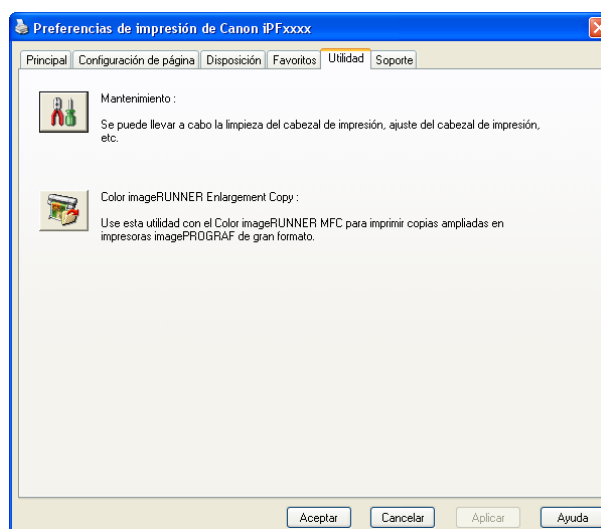 Preferencias de impresión de Canon iPFxxxx
Principal Configuración de página Disposición Favoritos Utilidad Soporte
Mantenimiento :
Se puede llevar a cabo la limpieza del cabezal de impresión, ajuste del cabezal de impresión,
etc.
Color imageRUNNER Enlargement Copy :
Use esta utilidad con el Color imageRUNNER MFC para imprimir copias ampliadas en
impresoras imagePROGRAF de gran formato.
Aceptar Cancelar Aplicar Ayuda